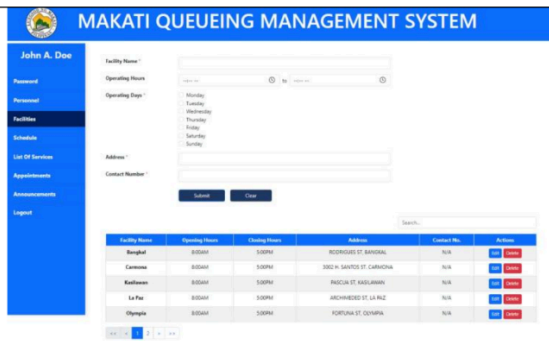 MAKATI QUEUEING MANAGEMENT SYSTEM
John A. Doe
Password
Personnel
Facilities
Schedule
List Of Services
Appointments
Announcements
Logout
Facility Name *
Operating Hours
to
Operating Days *
Monday
Tuesday
Wednesday
Thursday
Friday
Saturday
Sunday
Address *
Contact Number *
Submit Clear
Search..
Facility Name Opening Hours Closing Hours Address Contact No. Actions
Bangkal 8:00AM 5:00PM RODRIGUES ST. BANGKAL N/A Edit Delete
Carmona 8:00AM 5:00PM 3002 H. SANTOS ST. CARMONA N/A Edit Delete
Kasilawan 8:00AM 5:00PM PASCUA ST. KASILAWAN N/A Edit Delete
La Paz 8:00AM 5:00PM ST. LA PAZ N/A Edit Delete
Olympia 8:00AM 5:00PM FORTUNA ST. OLYMPIA N/A Edit Delete
<< < 1 2 > >>